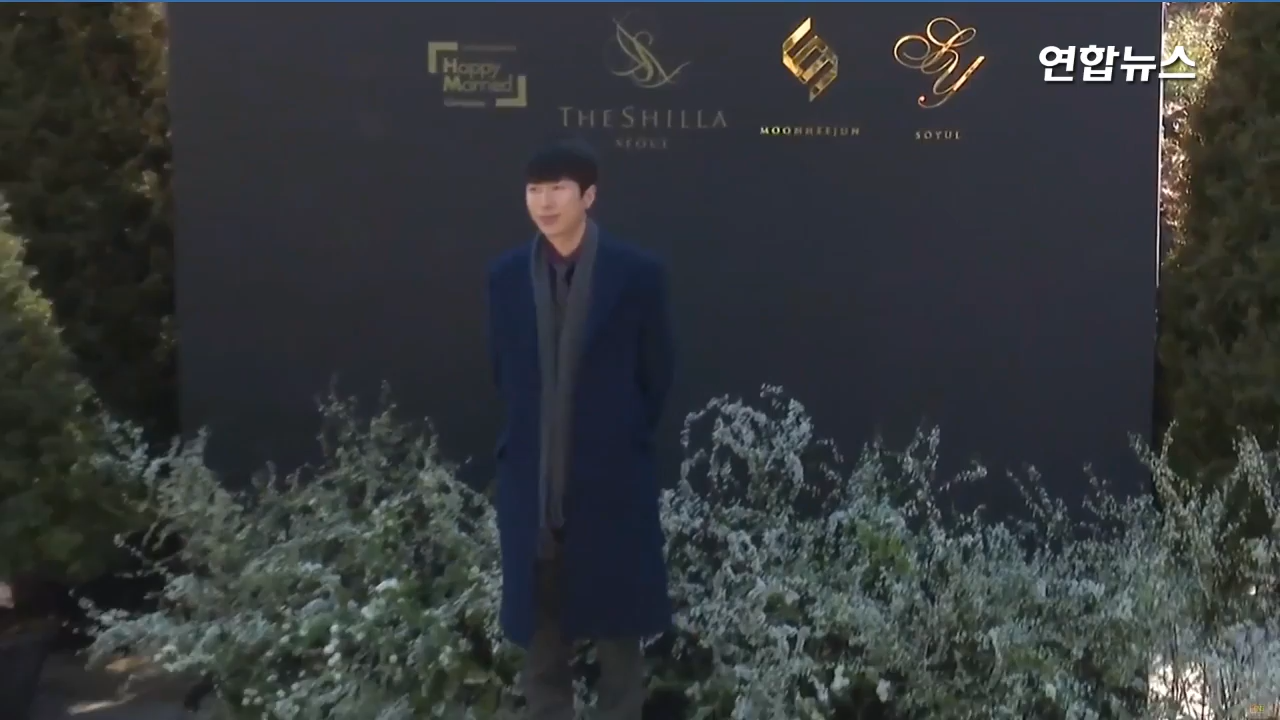 연합뉴스
Happy
Married
THE SHILLA
SEOUL
MOONHEEJUN
SOYUL